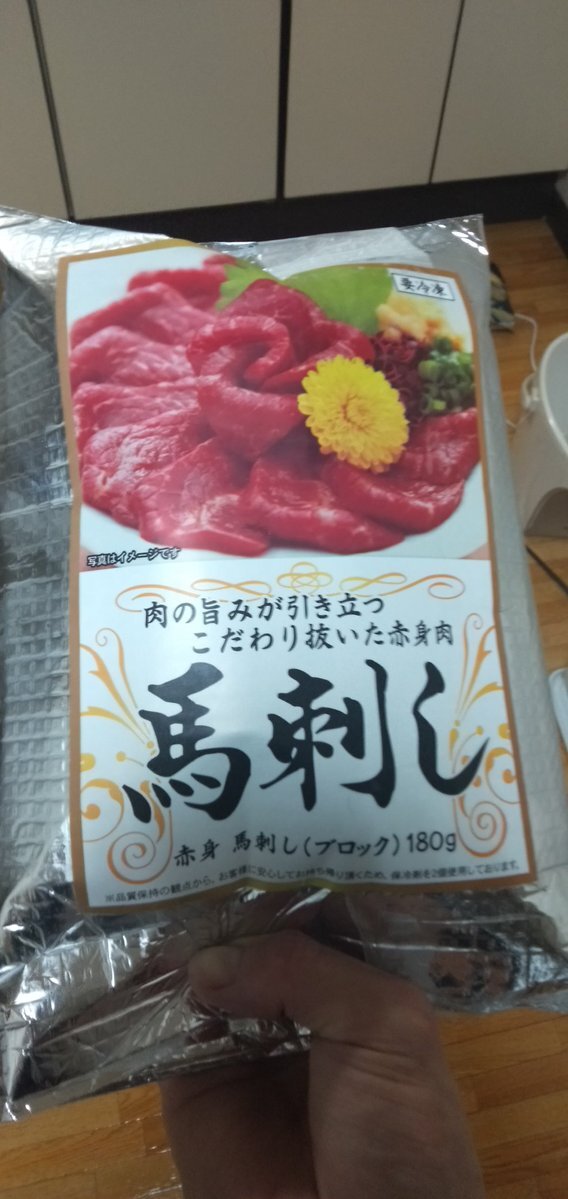 要冷凍
写真はイメージです
肉の旨みが引き立つ
こだわり抜いた赤身肉
馬刺し
赤身 馬刺し(ブロック)180g
※品質保持の観点から、お客様に安心してお持ち帰り頂くため、保冷剤を2個使用しております。